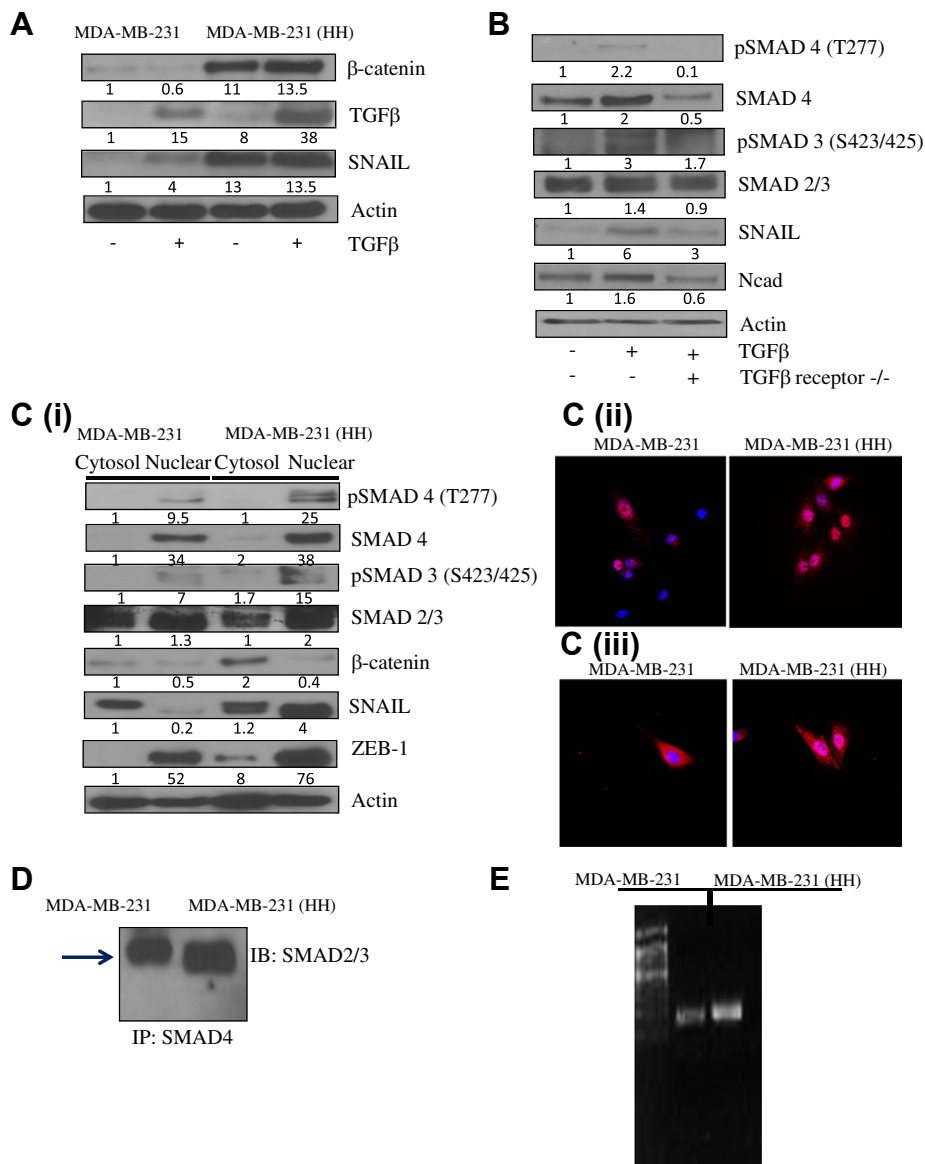 A
MDA-MB-231 MDA-MB-231 (HH)
β-catenin
1 0.6 11 13.5
TGFβ
1 15 8 38
SNAIL
1 4 13 13.5
Actin
- + - + TGFβ
B
pSMAD 4 (T277)
1 2.2 0.1
SMAD 4
1 2 0.5
pSMAD 3 (S423/425)
1 3 1.7
SMAD 2/3
1 1.4 0.9
SNAIL
1 6 3
Ncad
1 1.6 0.6
Actin
- + + TGFβ
- - + TGFβ receptor -/-
C (i)
MDA-MB-231 MDA-MB-231 (HH)
Cytosol Nuclear Cytosol Nuclear
pSMAD 4 (T277)
1 9.5 1 25
SMAD 4
1 34 2 38
pSMAD 3 (S423/425)
1 7 1.7 15
SMAD 2/3
1 1.3 1 2
β-catenin
1 0.5 2 0.4
SNAIL
1 0.2 1.2 4
ZEB-1
1 52 8 76
Actin
C (ii)
MDA-MB-231 MDA-MB-231 (HH)
C (iii)
MDA-MB-231 MDA-MB-231 (HH)
D
MDA-MB-231 MDA-MB-231 (HH)
IB: SMAD2/3
IP: SMAD4
E
MDA-MB-231 MDA-MB-231 (HH)